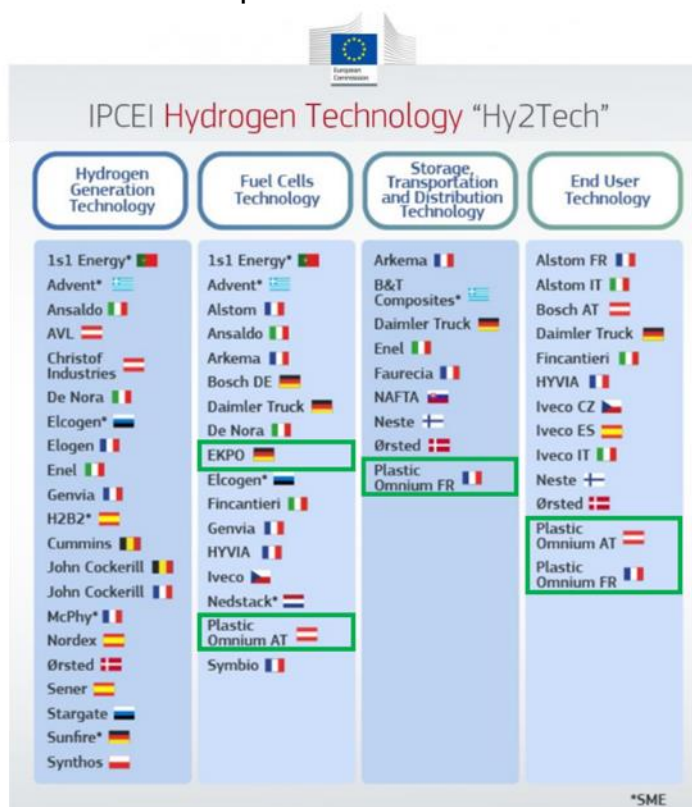 European
Commission
IPCEI Hydrogen Technology "Hy2Tech"
Hydrogen
Generation
Technology
1s1 Energy*
Advent*
Ansaldo
AVL
Christof
Industries
De Nora
Elcogen*
Elogen
Enel
Genvia
H2B2*
Cummins
John Cockerill
John Cockerill
McPhy*
Nordex
Ørsted
Sener
Stargate
Sunfire*
Synthos
Fuel Cells
Technology
1s1 Energy*
Advent*
Alstom
Ansaldo
Arkema
Bosch DE
Daimler Truck
De Nora
EKPO
Elcogen*
Fincantieri
Genvia
HYVIA
Iveco
Nedstack*
Plastic
Omnium AT
Symbio
Storage,
Transportation
and Distribution
Technology
Arkema
B&T
Composites*
Daimler Truck
Enel
Faurecia
NAFTA
Neste
Ørsted
Plastic
Omnium FR
End User
Technology
Alstom FR
Alstom IT
Bosch AT
Daimler Truck
Fincantieri
HYVIA
Iveco CZ
Iveco ES
Iveco IT
Neste
Ørsted
Plastic
Omnium AT
Plastic
Omnium FR
*SME